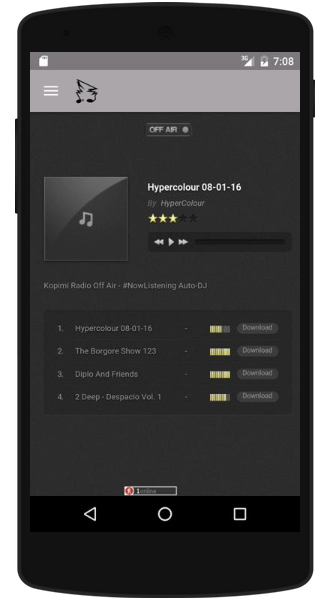 3G 7:08
OFF AIR
Hypercolour 08-01-16
By HyperColour
Kopimi Radio Off Air - #NowListening Auto-DJ
1. Hypercolour 08-01-16 - Download
2. The Borgore Show 123 - Download
3. Diplo And Friends - Download
4. 2 Deep - Despacio Vol. 1 - Download
1 online